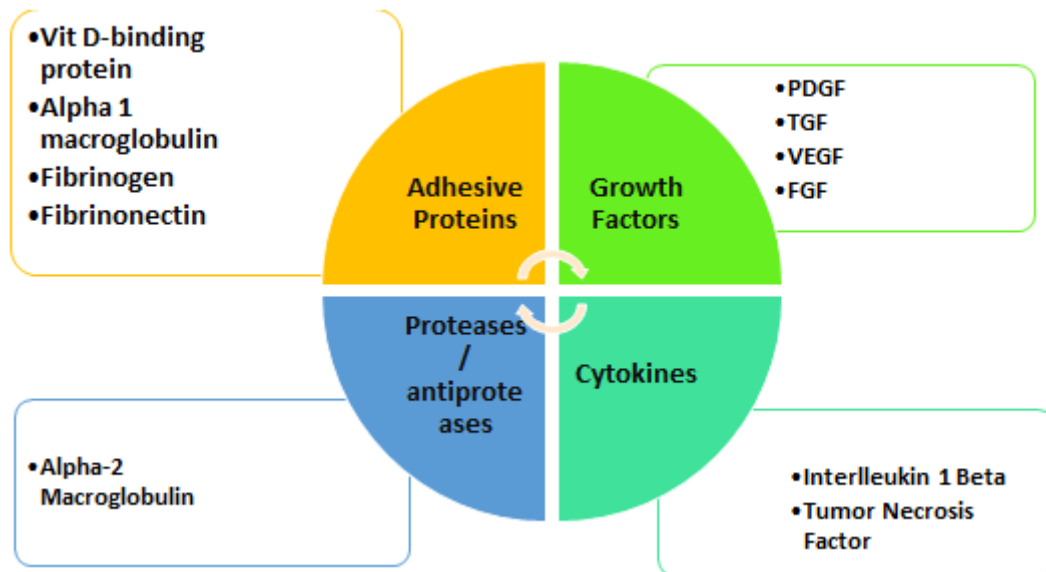 •Vit D-binding
protein
•Alpha 1
macroglobulin
•Fibrinogen
•Fibrinonectin
Adhesive
Proteins
Growth
Factors
•PDGF
•TGF
•VEGF
•FGF
Proteases
/
antiprote
ases
Cytokines
•Alpha-2
Macroglobulin
•Interlleukin 1 Beta
•Tumor Necrosis
Factor